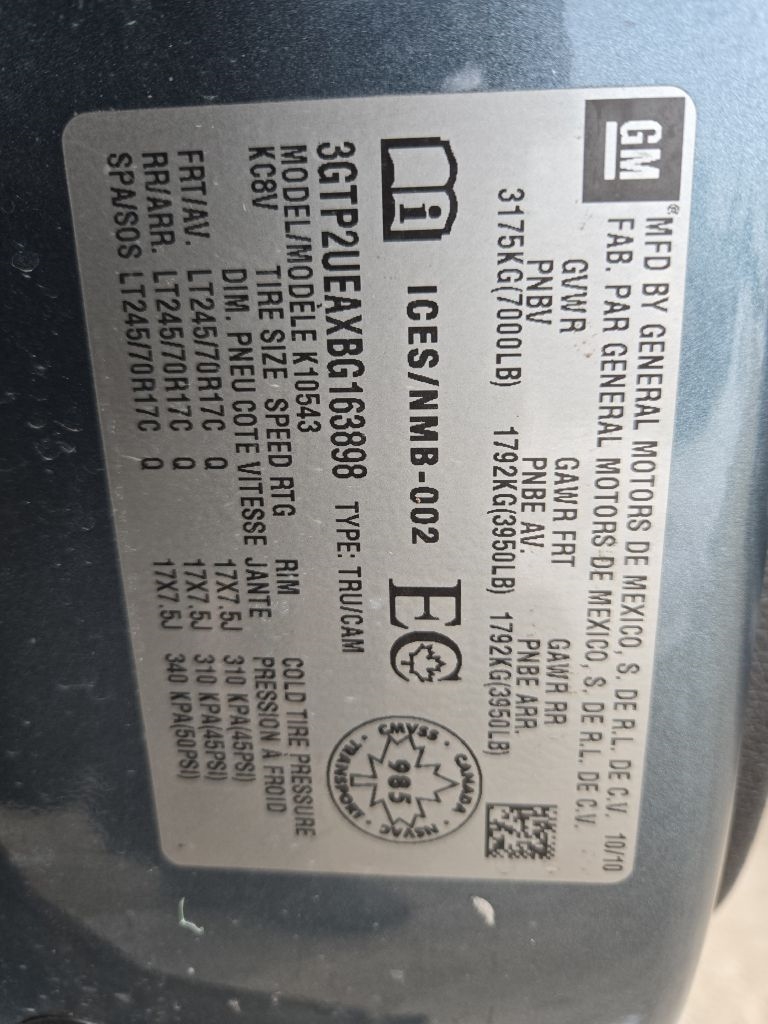 GM
MFD BY GENERAL MOTORS DE MEXICO, S. DE R.L. DE C.V. 10/10
FAB. PAR GENERAL MOTORS DE MEXICO, S. DE R.L. DE C.V.
GVWR GAWR FRT GAWR RR
PNBV PNBE AV. PNBE ARR.
3175KG(7000LB) 1792KG(3950LB) 1792KG(3950LB)
i ICES/NMB-002 EC
CMVSS · CANADA · NSVAC · TRANSPORT ·
985
3GTP2UEAXBG163898 TYPE: TRU/CAM
MODEL/MODÈLE K10543
KC8V TIRE SIZE SPEED RTG RIM COLD TIRE PRESSURE
DIM. PNEU COTE VITESSE JANTE PRESSION À FROID
FRT/AV. LT245/70R17C Q 17X7.5J 310 KPA(45PSI)
RR/ARR. LT245/70R17C Q 17X7.5J 310 KPA(45PSI)
SPA/SOS LT245/70R17C Q 17X7.5J 340 KPA(50PSI)